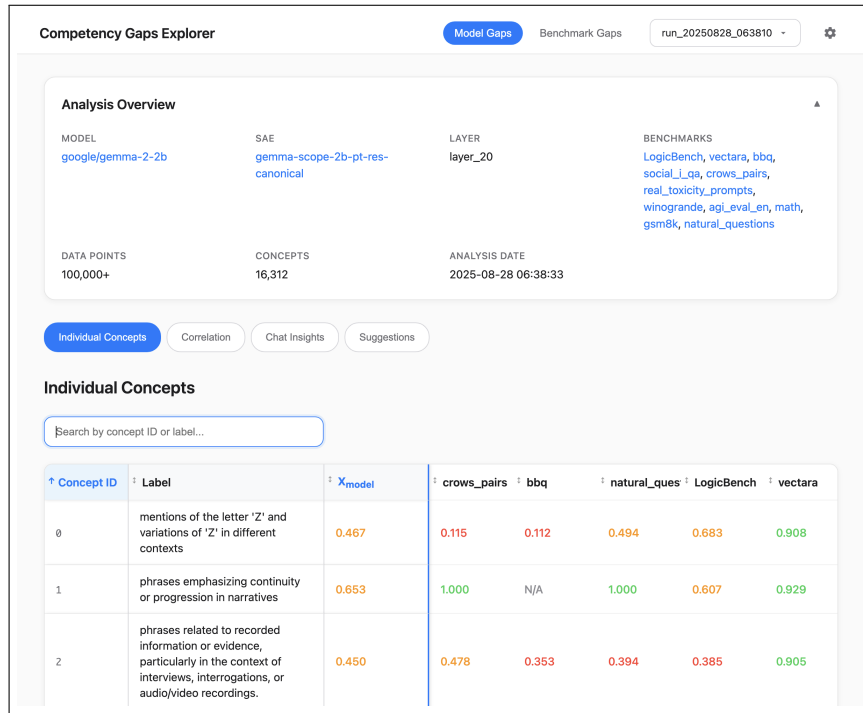 Competency Gaps Explorer
Model Gaps
Benchmark Gaps
run_20250828_063810
Analysis Overview
MODEL
google/gemma-2-2b
SAE
gemma-scope-2b-pt-res-
canonical
LAYER
layer_20
BENCHMARKS
LogicBench, vectara, bbq,
social_i_qa, crows_pairs,
real_toxicity_prompts,
winogrande, agi_eval_en, math,
gsm8k, natural_questions
DATA POINTS
100,000+
CONCEPTS
16,312
ANALYSIS DATE
2025-08-28 06:38:33
Individual Concepts
Correlation
Chat Insights
Suggestions
Individual Concepts
Search by concept ID or label...
Concept ID
Label
Xmodel
crows_pairs
bbq
natural_ques
LogicBench
vectara
0
mentions of the letter 'Z' and
variations of 'Z' in different
contexts
0.467
0.115
0.112
0.494
0.683
0.908
1
phrases emphasizing continuity
or progression in narratives
0.653
1.000
N/A
1.000
0.607
0.929
2
phrases related to recorded
information or evidence,
particularly in the context of
interviews, interrogations, or
audio/video recordings.
0.450
0.478
0.353
0.394
0.385
0.905